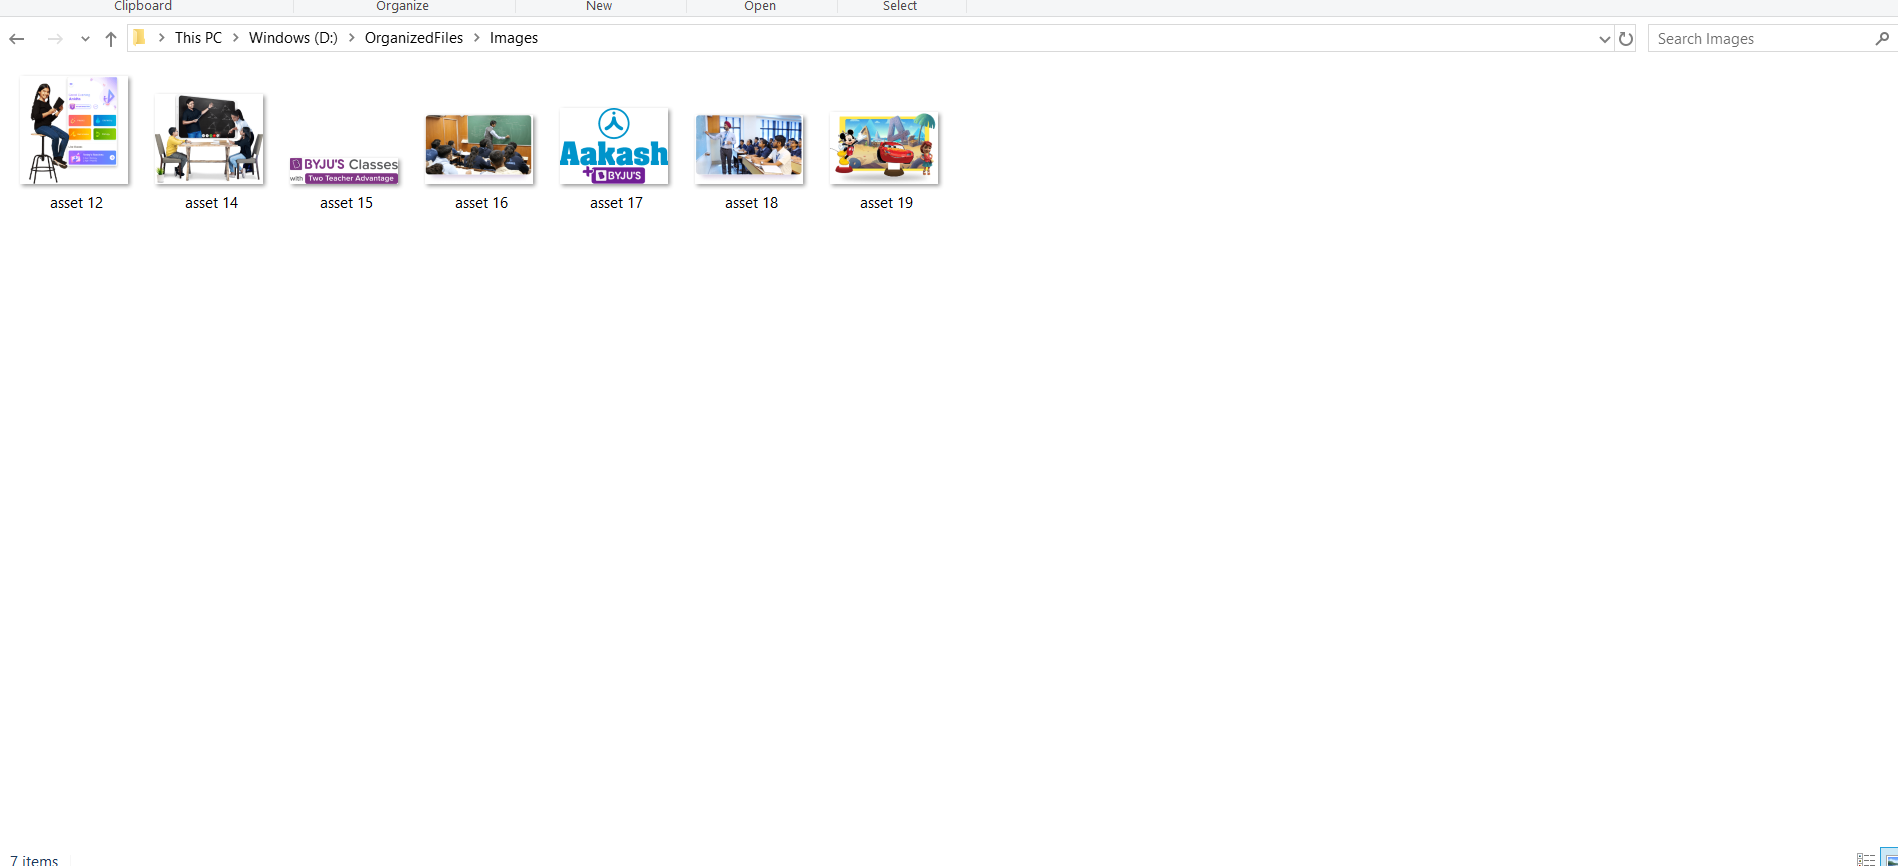 Clipboard Organize New Open Select
This PC Windows (D:) OrganizedFiles Images
Search Images
BYJU'S Classes
with Two Teacher Advantage
Aakash
+ BYJU'S
asset 12 asset 14 asset 15 asset 16 asset 17 asset 18 asset 19
7 items